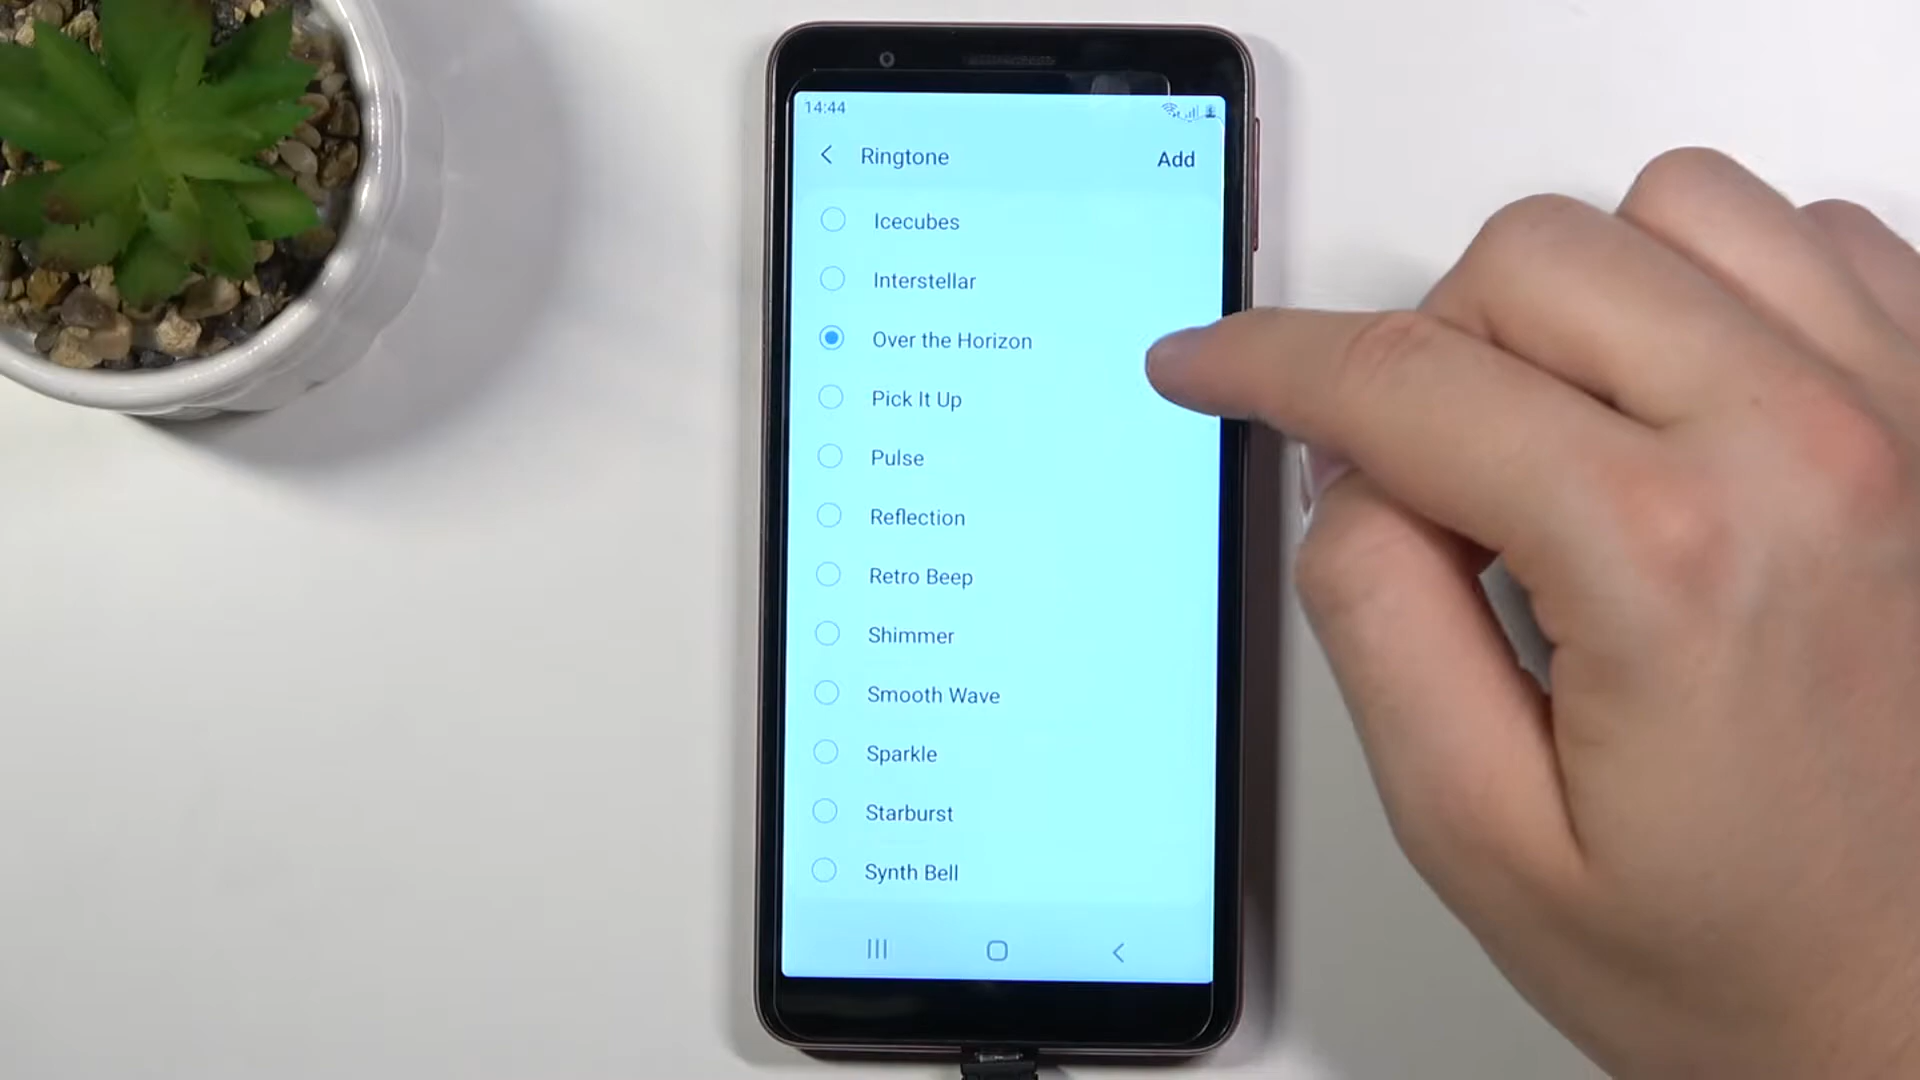 14:44
Ringtone
Add
Icecubes
Interstellar
Over the Horizon
Pick It Up
Pulse
Reflection
Retro Beep
Shimmer
Smooth Wave
Sparkle
Starburst
Synth Bell